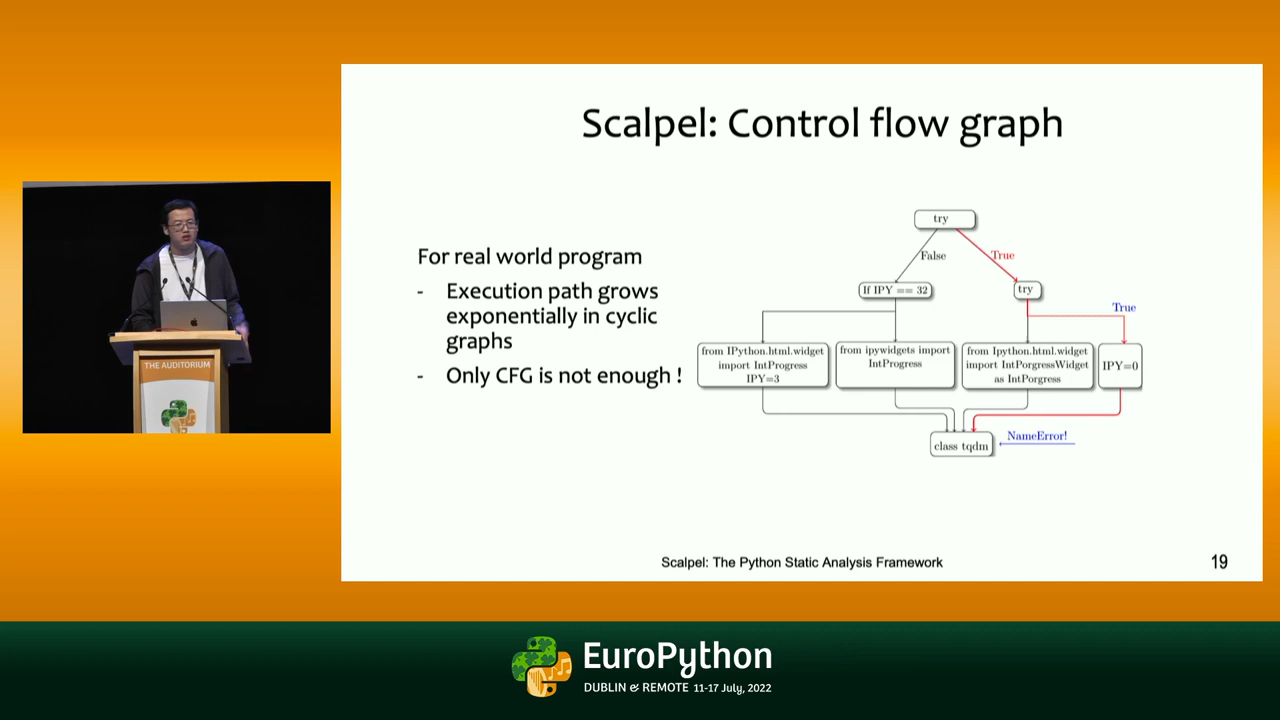 Scalpel: Control flow graph
For real world program
- Execution path grows
exponentially in cyclic
graphs
- Only CFG is not enough !
try
False
True
If IPY == 32
try
True
from IPython.html.widget
import IntProgress
IPY=3
from ipywidgets import
IntProgress
from Ipython.html.widget
import IntPorgressWidget
as IntPorgress
IPY=0
class tqdm
NameError!
Scalpel: The Python Static Analysis Framework
19
THE AUDITORIUM
EuroPython
DUBLIN & REMOTE 11-17 July, 2022